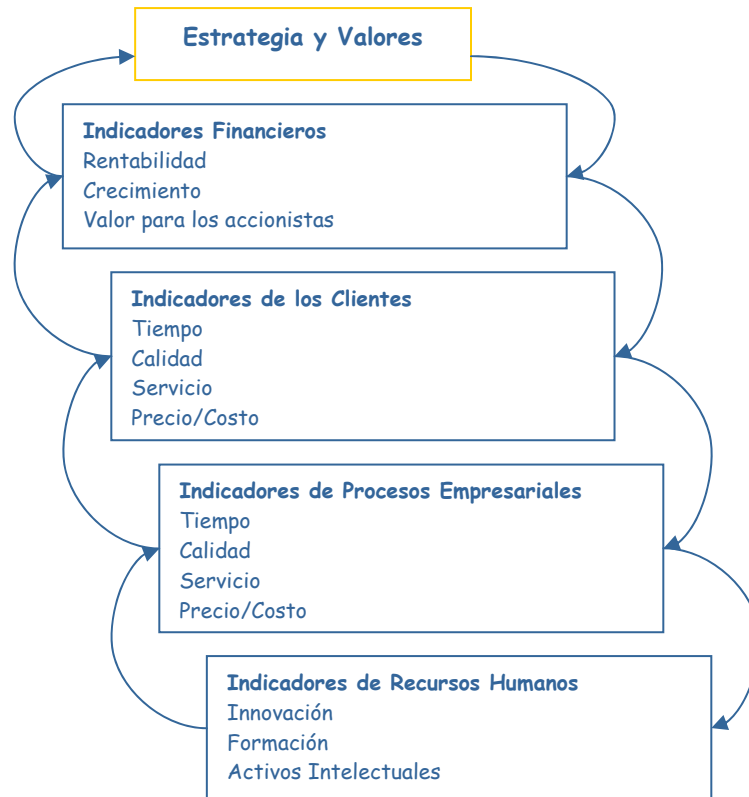 Estrategia y Valores
Indicadores Financieros
Rentabilidad
Crecimiento
Valor para los accionistas
Indicadores de los Clientes
Tiempo
Calidad
Servicio
Precio/Costo
Indicadores de Procesos Empresariales
Tiempo
Calidad
Servicio
Precio/Costo
Indicadores de Recursos Humanos
Innovación
Formación
Activos Intelectuales